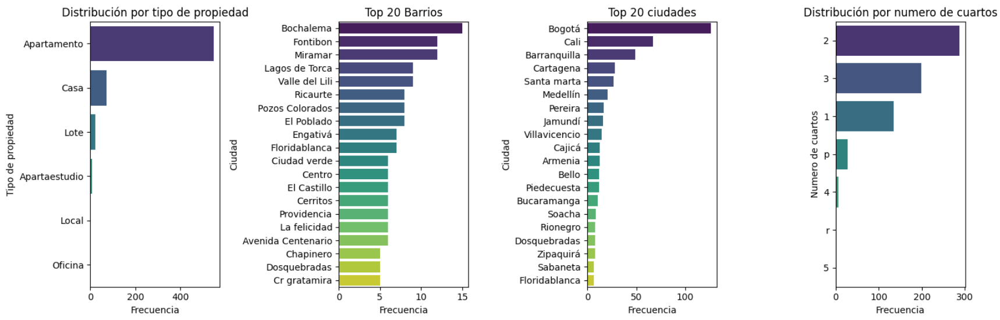 Distribución por tipo de propiedad
Tipo de propiedad
Apartamento
Casa
Lote
Apartaestudio
Local
Oficina
0 200 400
Frecuencia
Top 20 Barrios
Ciudad
Bochalema
Fontibon
Miramar
Lagos de Torca
Valle del Lili
Ricaurte
Pozos Colorados
El Poblado
Engativá
Floridablanca
Ciudad verde
Centro
El Castillo
Cerritos
Providencia
La felicidad
Avenida Centenario
Chapinero
Dosquebradas
Cr gratamira
0 5 10 15
Frecuencia
Top 20 ciudades
Ciudad
Bogotá
Cali
Barranquilla
Cartagena
Santa marta
Medellín
Pereira
Jamundí
Villavicencio
Cajicá
Armenia
Bello
Piedecuesta
Bucaramanga
Soacha
Rionegro
Dosquebradas
Zipaquirá
Sabaneta
Floridablanca
0 50 100
Frecuencia
Distribución por numero de cuartos
Numero de cuartos
2
3
1
p
4
r
5
0 100 200 300
Frecuencia